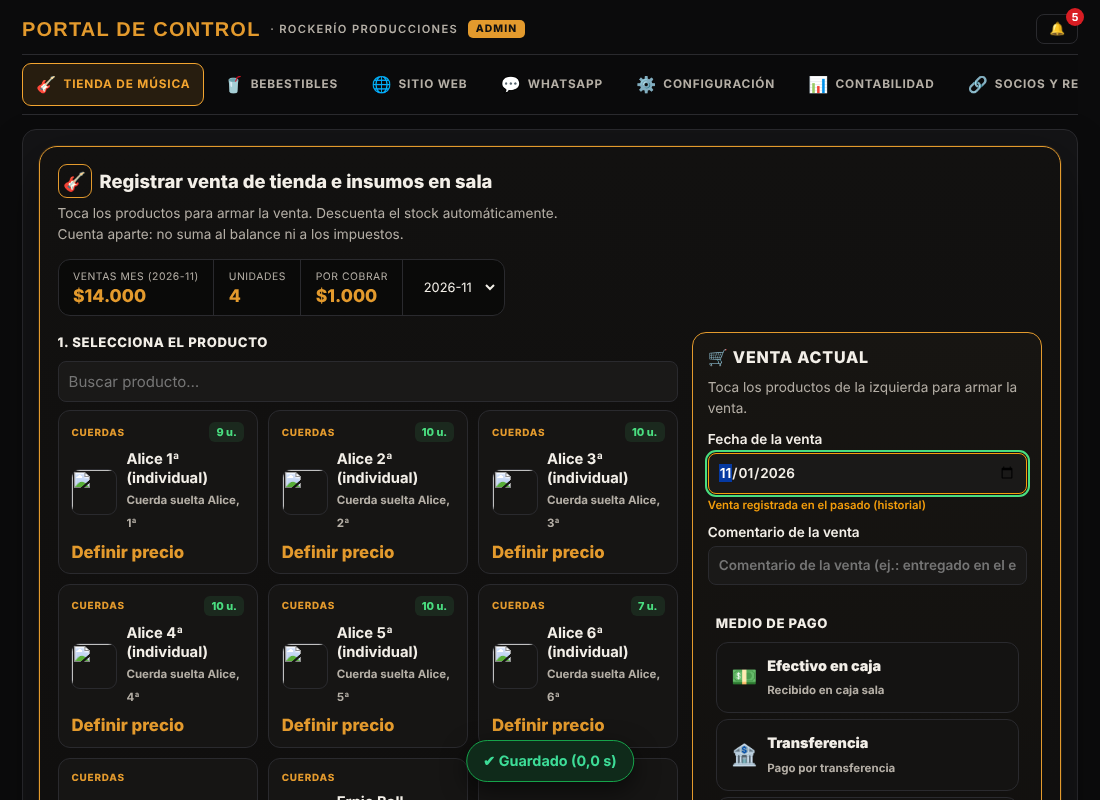 PORTAL DE CONTROL · ROCKERÍO PRODUCCIONES ADMIN
5
TIENDA DE MÚSICA
BEBESTIBLES
SITIO WEB
WHATSAPP
CONFIGURACIÓN
CONTABILIDAD
SOCIOS Y RE
Registrar venta de tienda e insumos en sala
Toca los productos para armar la venta. Descuenta el stock automáticamente.
Cuenta aparte: no suma al balance ni a los impuestos.
VENTAS MES (2026-11)
$14.000
UNIDADES
4
POR COBRAR
$1.000
2026-11
1. SELECCIONA EL PRODUCTO
Buscar producto...
CUERDAS
9 u.
Alice 1ª
(individual)
Cuerda suelta Alice,
1ª
Definir precio
CUERDAS
10 u.
Alice 2ª
(individual)
Cuerda suelta Alice,
2ª
Definir precio
CUERDAS
10 u.
Alice 3ª
(individual)
Cuerda suelta Alice,
3ª
Definir precio
CUERDAS
10 u.
Alice 4ª
(individual)
Cuerda suelta Alice,
4ª
Definir precio
CUERDAS
10 u.
Alice 5ª
(individual)
Cuerda suelta Alice,
5ª
Definir precio
CUERDAS
7 u.
Alice 6ª
(individual)
Cuerda suelta Alice,
6ª
Definir precio
CUERDAS
CUERDAS
Ernie Ball
✔ Guardado (0,0 s)
VENTA ACTUAL
Toca los productos de la izquierda para armar la
venta.
Fecha de la venta
11/01/2026
Venta registrada en el pasado (historial)
Comentario de la venta
Comentario de la venta (ej.: entregado en el e
MEDIO DE PAGO
Efectivo en caja
Recibido en caja sala
Transferencia
Pago por transferencia